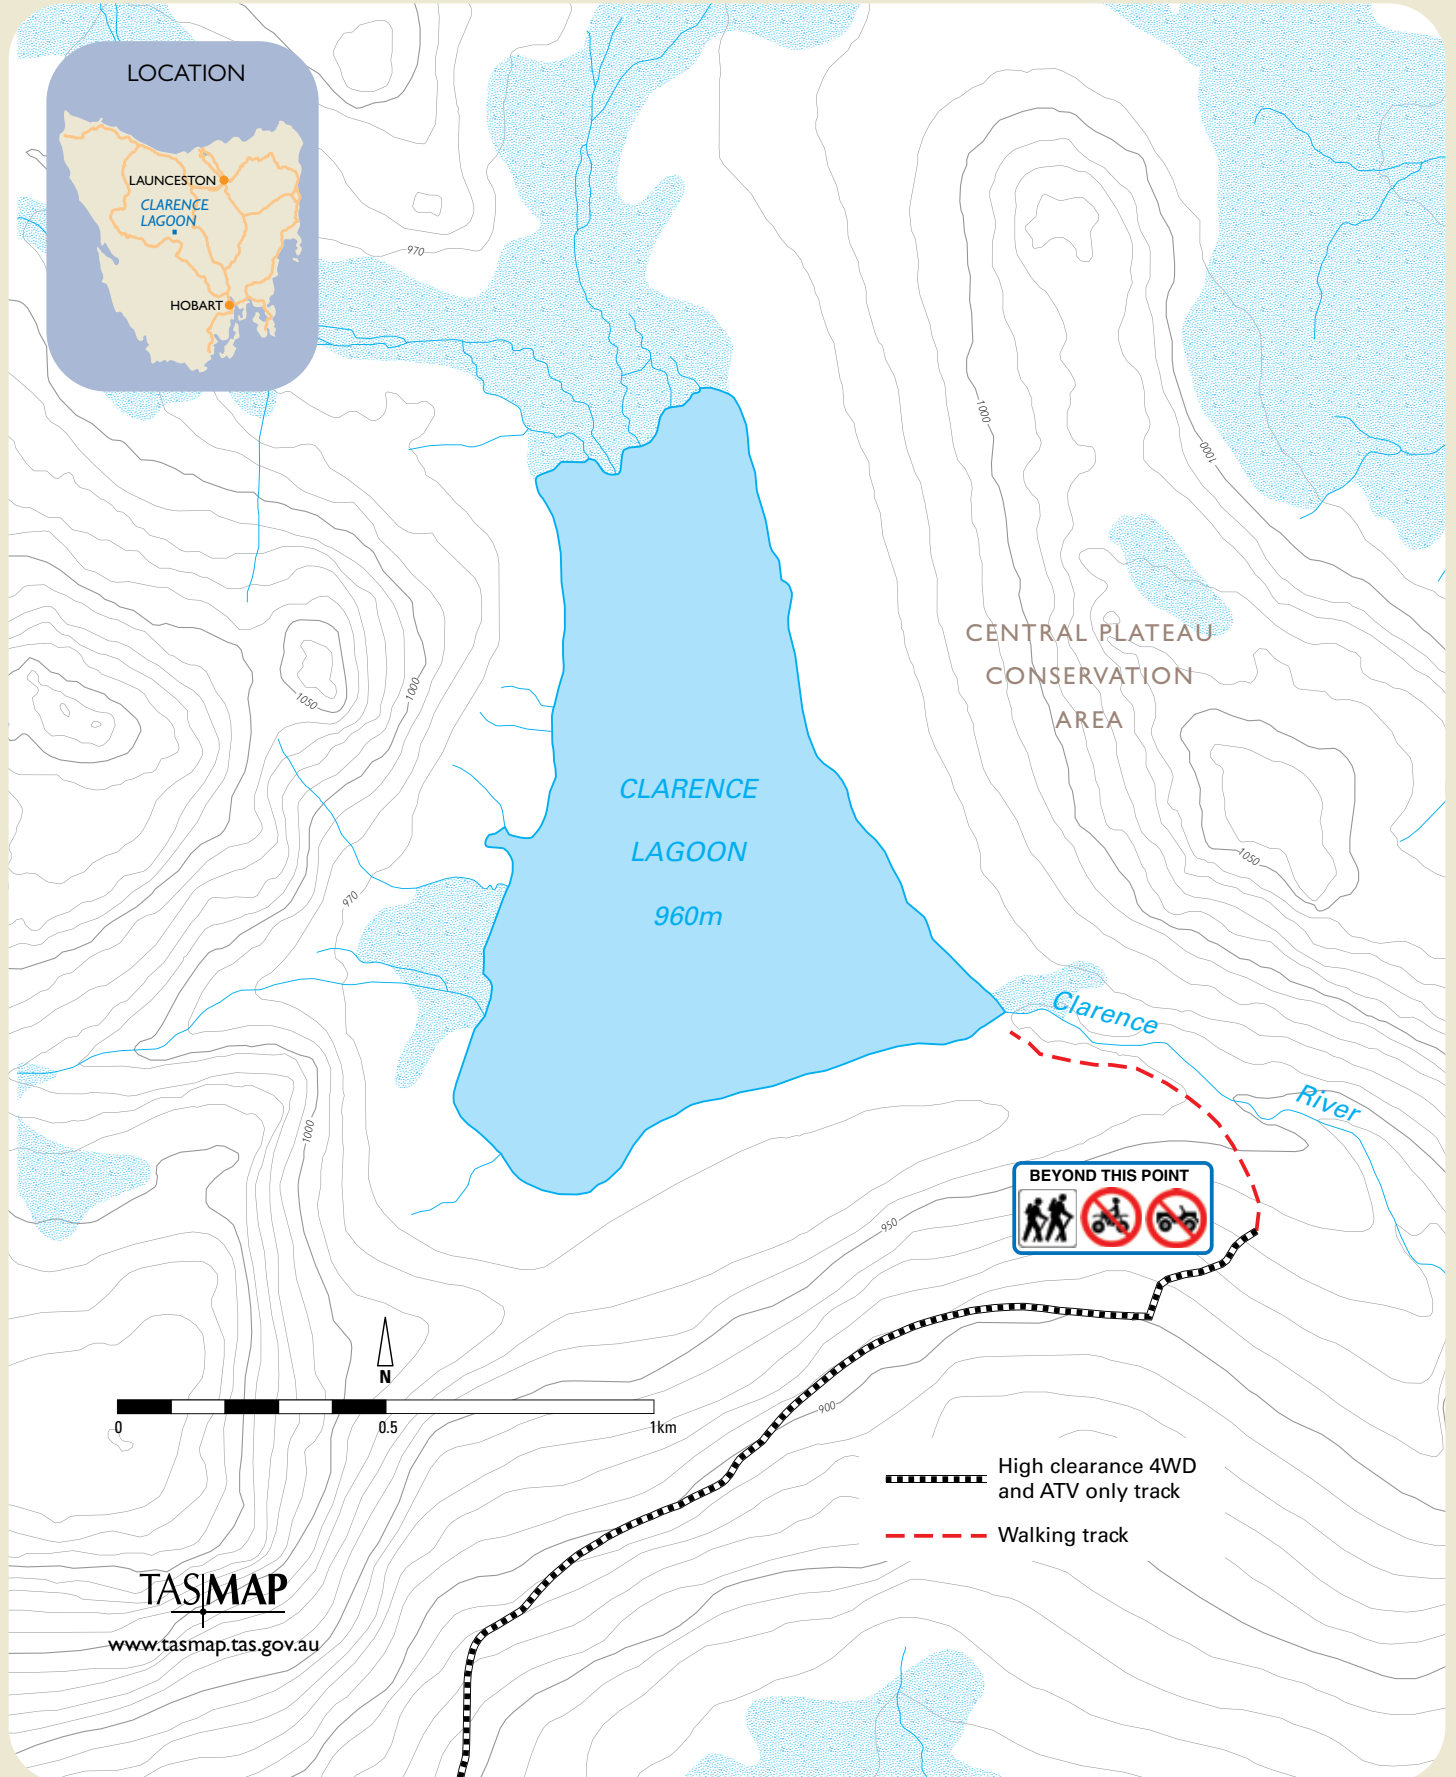 LOCATION
LAUNCESTON
CLARENCE
LAGOON
HOBART
970
1000
1000
CENTRAL PLATEAU
CONSERVATION
AREA
1050
1000
CLARENCE
LAGOON
960m
1050
970
Clarence
River
1000
BEYOND THIS POINT
950
N
0
0.5
1km
900
High clearance 4WD
and ATV only track
Walking track
TASMAP
www.tasmap.tas.gov.au